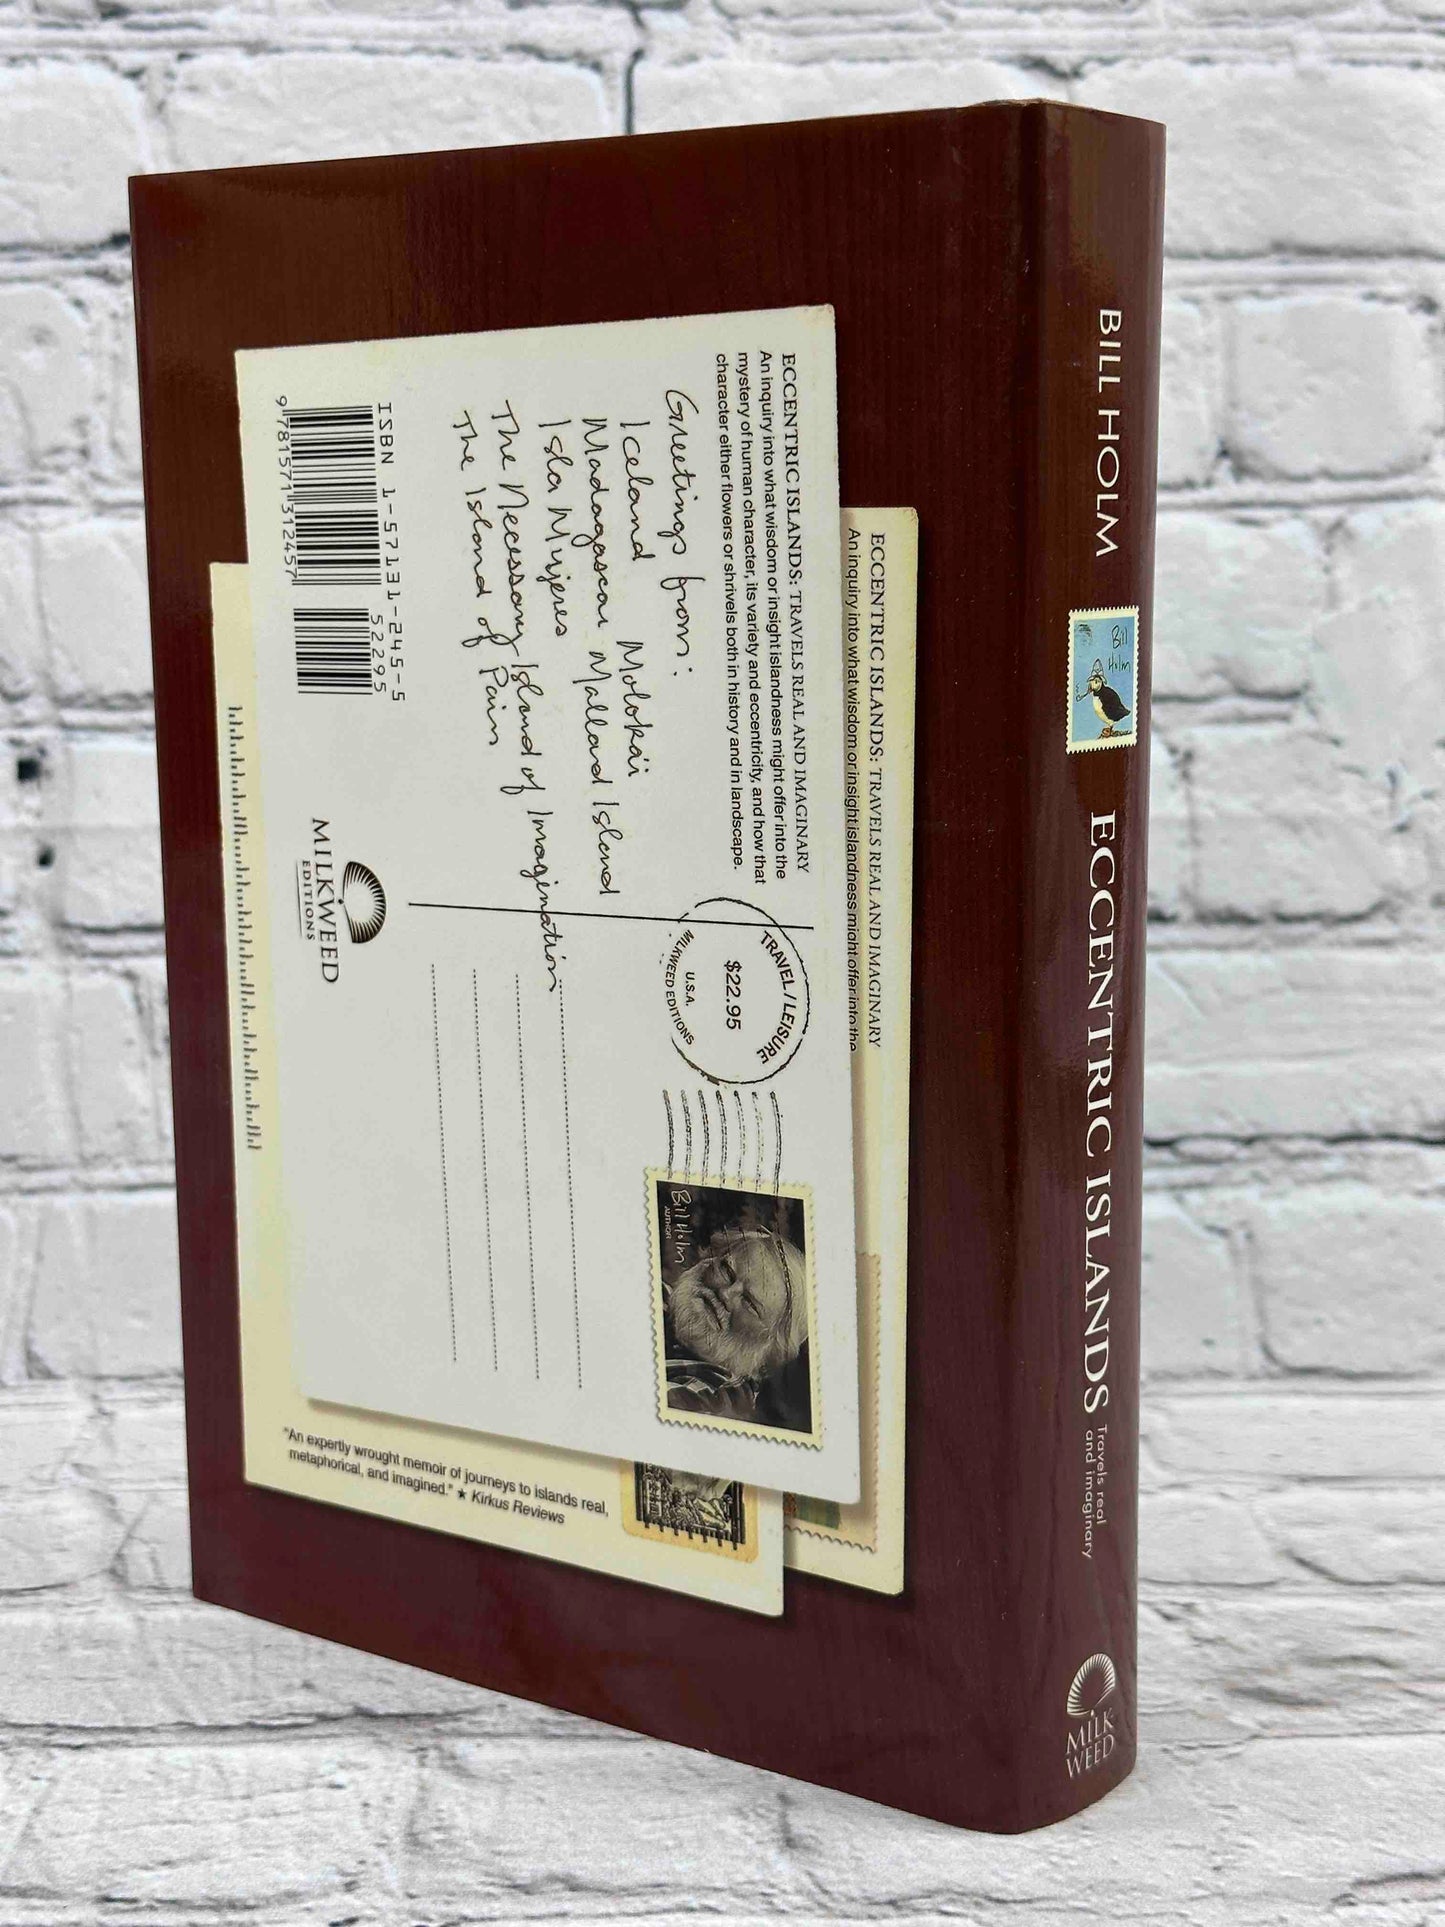 BILL HOLM
Bill
Holm
ECCENTRIC ISLANDS
Travels real
and imaginary
MILK
WEED
ECCENTRIC ISLANDS: TRAVELS REAL AND IMAGINARY
An inquiry into what wisdom or insight islandness might offer into the
ECCENTRIC ISLANDS: TRAVELS REAL AND IMAGINARY
An inquiry into what wisdom or insight islandness might offer into the
mystery of human character, its variety and eccentricity, and how that
character either flowers or shrivels both in history and in landscape.
Greetings from:
Iceland Moloka'i
Madagascar Mallard Island
Isla Mujeres
The Necessary Island of Imagination
The Island of Pain
TRAVEL/LEISURE
$22.95
U.S.A.
MILKWEED EDITIONS
Bill Holm
AUTHOR
ISBN 1-57131-245-5
52295
9781571312457
MILKWEED
EDITIONS
"An expertly wrought memoir of journeys to islands real,
metaphorical, and imagined." ★ Kirkus Reviews